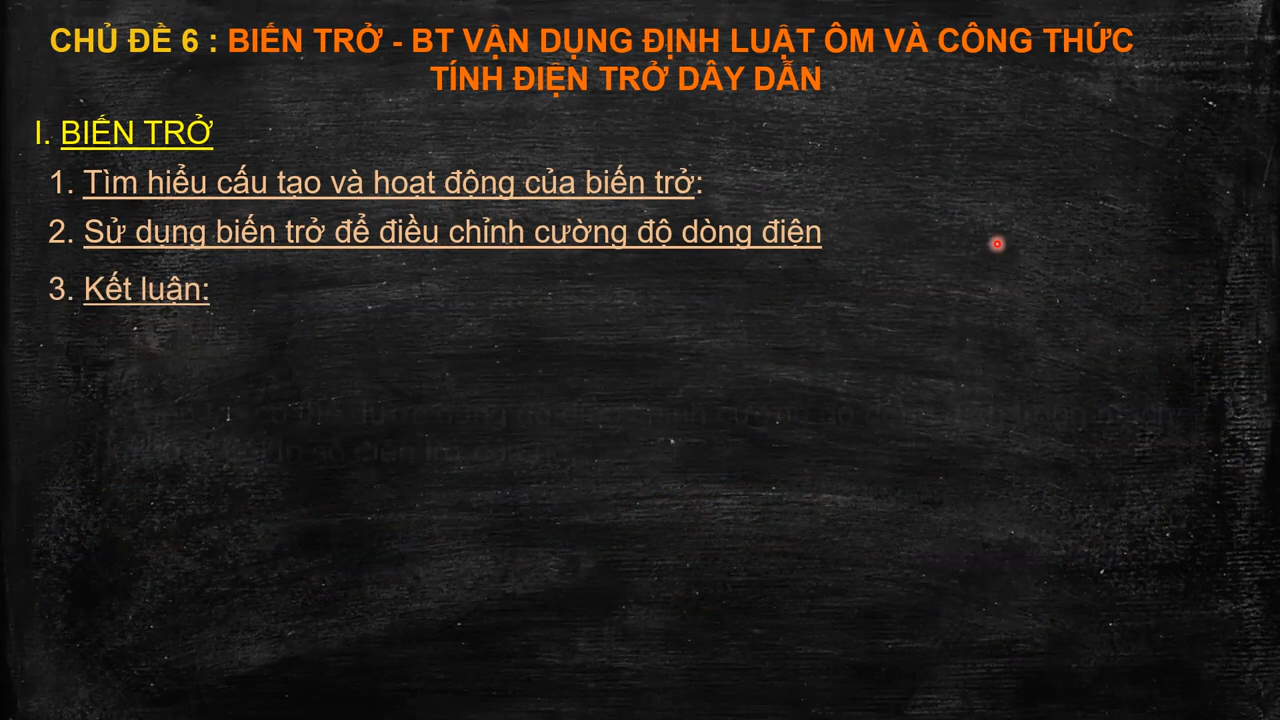 CHỦ ĐỀ 6 : BIẾN TRỞ - BT VẬN DỤNG ĐỊNH LUẬT ÔM VÀ CÔNG THỨC
TÍNH ĐIỆN TRỞ DÂY DẪN
I. BIẾN TRỞ
1. Tìm hiểu cấu tạo và hoạt động của biến trở:
2. Sử dụng biến trở để điều chỉnh cường độ dòng điện
3. Kết luận: